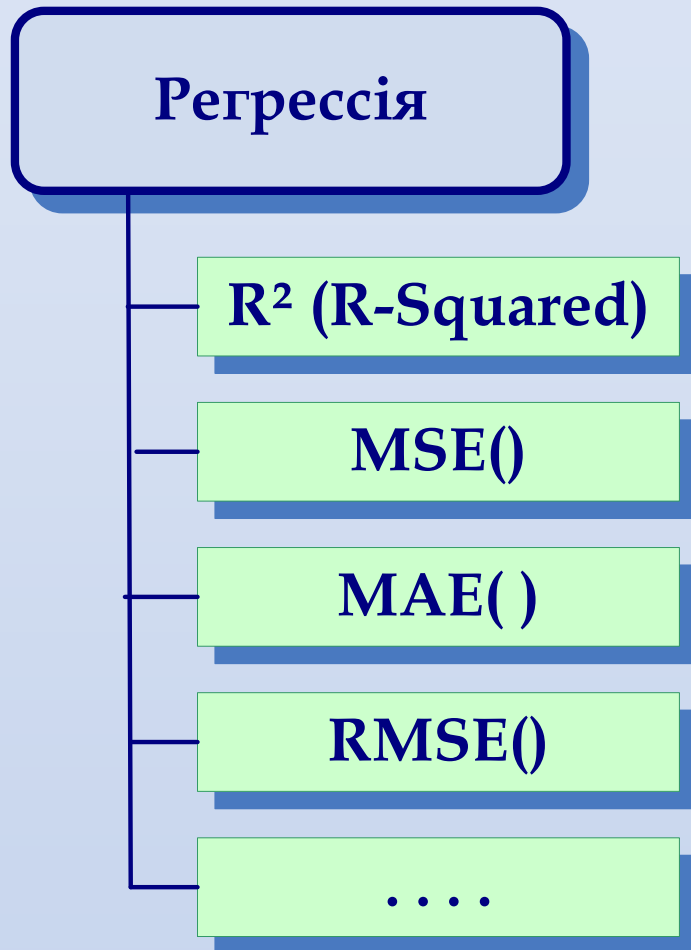 Регрессія
R² (R-Squared)
MSE()
MAE( )
RMSE()
. . . .